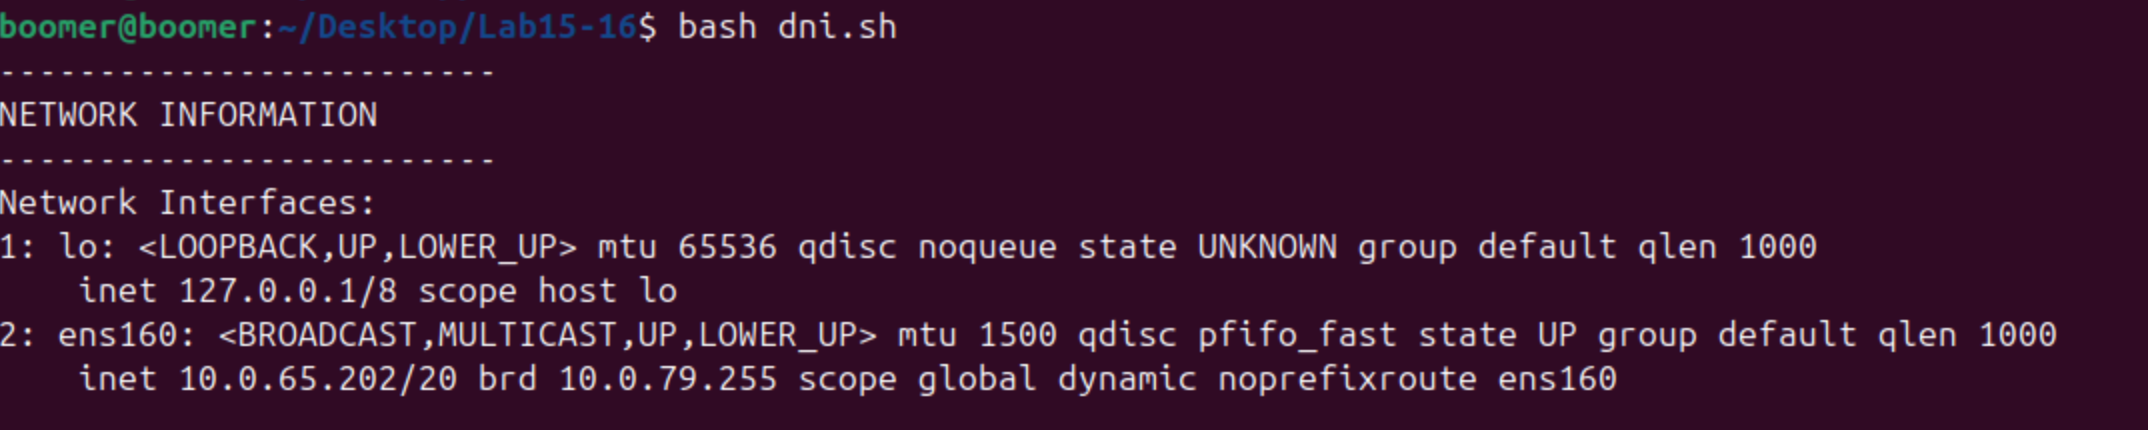 boomer@boomer:~/Desktop/Lab15-16$ bash dni.sh
-------------------------
NETWORK INFORMATION
-------------------------
Network Interfaces:
1: lo: <LOOPBACK,UP,LOWER_UP> mtu 65536 qdisc noqueue state UNKNOWN group default qlen 1000
    inet 127.0.0.1/8 scope host lo
2: ens160: <BROADCAST,MULTICAST,UP,LOWER_UP> mtu 1500 qdisc pfifo_fast state UP group default qlen 1000
    inet 10.0.65.202/20 brd 10.0.79.255 scope global dynamic noprefixroute ens160